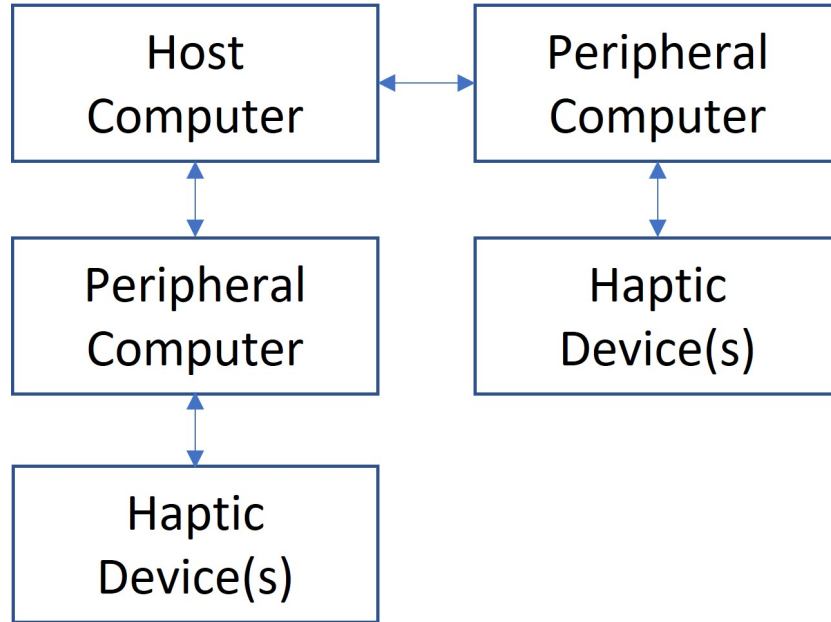 Host
Computer
Peripheral
Computer
Peripheral
Computer
Haptic
Device(s)
Haptic
Device(s)